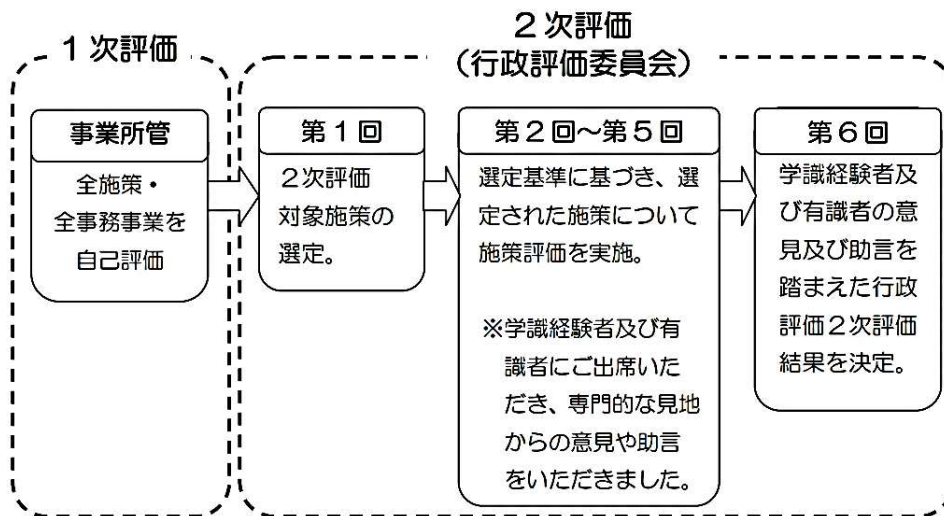 1次評価
2次評価
(行政評価委員会)
事業所管
全施策・
全事務事業を
自己評価
第1回
2次評価
対象施策の
選定。
第2回～第5回
選定基準に基づき、選
定された施策について
施策評価を実施。
※学識経験者及び有
識者にご出席いた
だき、専門的な見地
からの意見や助言
をいただきました。
第6回
学識経験者及
び有識者の意
見及び助言を
踏まえた行政
評価2次評価
結果を決定。